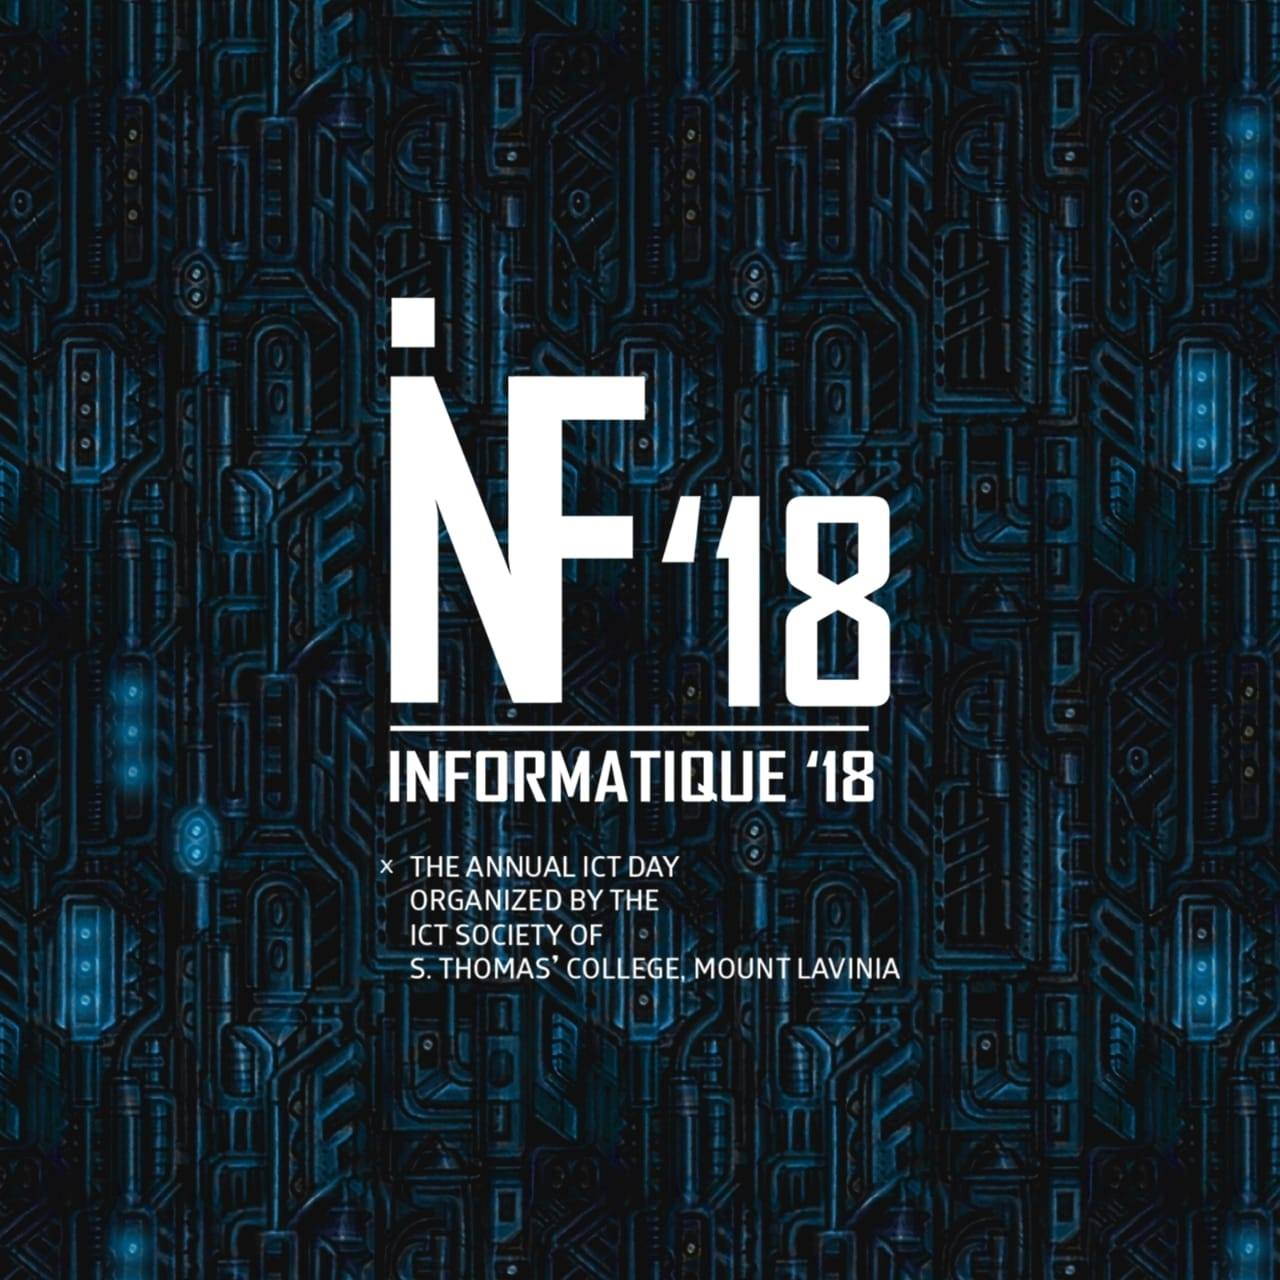 iNF ‘18
INFORMATIQUE ‘18
x THE ANNUAL ICT DAY
ORGANIZED BY THE
ICT SOCIETY OF
S. THOMAS’ COLLEGE, MOUNT LAVINIA